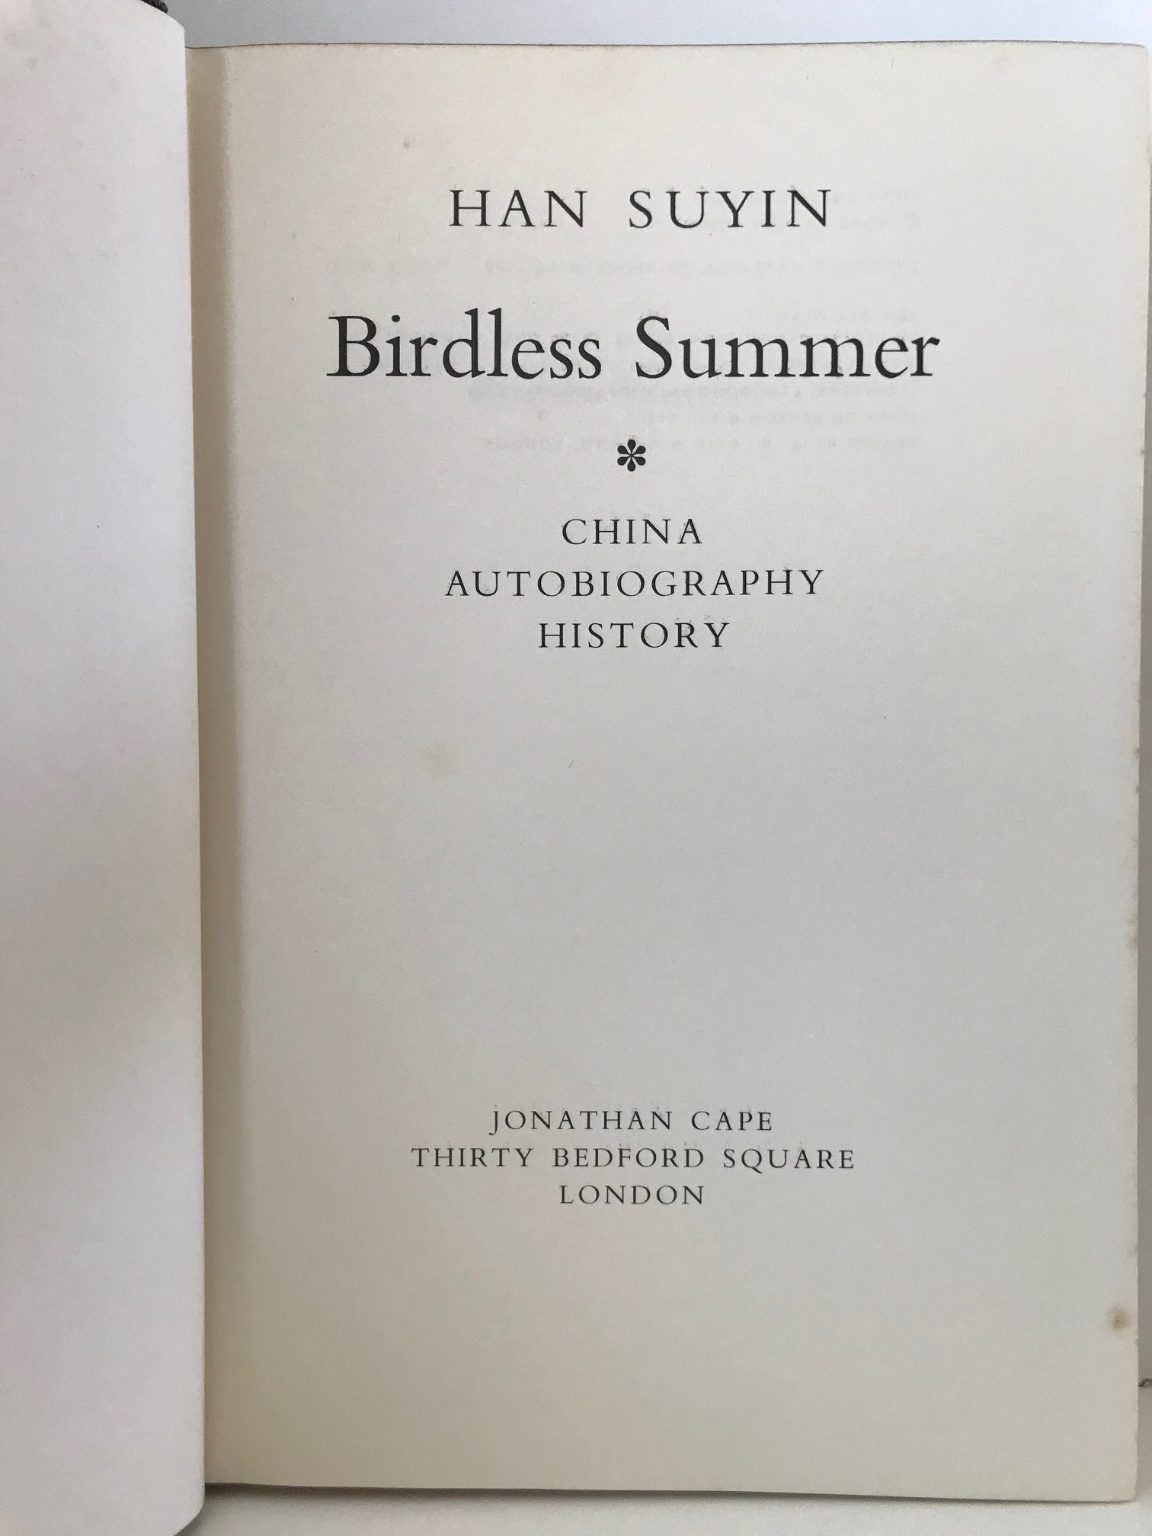 HAN SUYIN
Birdless Summer
*
CHINA
AUTOBIOGRAPHY
HISTORY
JONATHAN CAPE
THIRTY BEDFORD SQUARE
LONDON